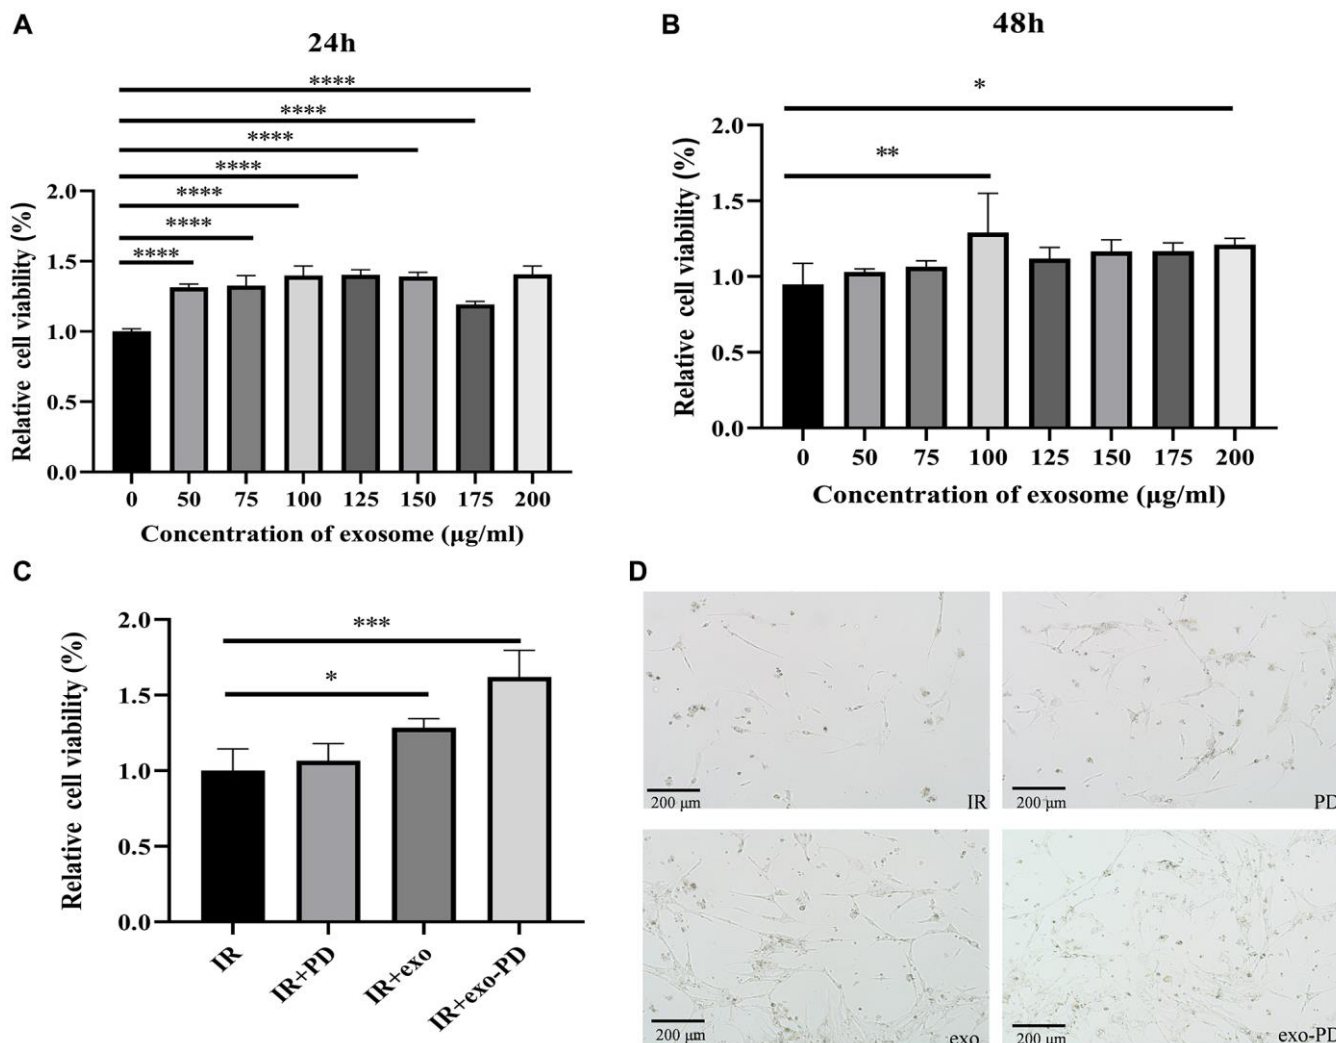 A
24h
****
****
****
****
****
****
****
Relative cell viability (%)
2.0
1.5
1.0
0.5
0.0
0 50 75 100 125 150 175 200
Concentration of exosome (μg/ml)
B
48h
*
**
Relative cell viability (%)
2.0
1.5
1.0
0.5
0.0
0 50 75 100 125 150 175 200
Concentration of exosome (μg/ml)
C
***
*
Relative cell viability (%)
2.0
1.5
1.0
0.5
0.0
IR
IR+PD
IR+exo
IR+exo-PD
D
200 μm
IR
200 μm
PD
200 μm
exo
200 μm
exo-PD